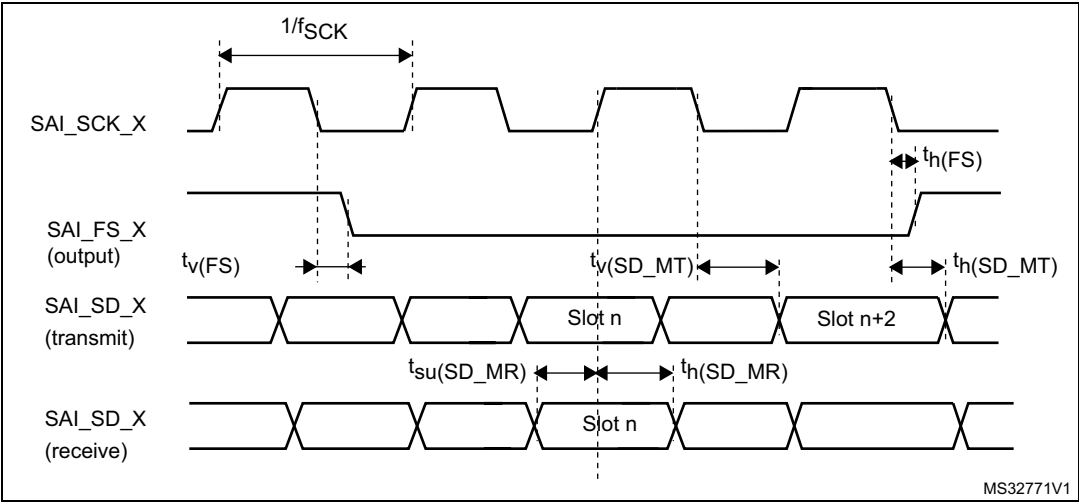 1/fSCK
SAI_SCK_X
th(FS)
SAI_FS_X
(output)
tv(FS)
tv(SD_MT)
th(SD_MT)
SAI_SD_X
(transmit)
Slot n
Slot n+2
tsu(SD_MR)
th(SD_MR)
SAI_SD_X
(receive)
Slot n
MS32771V1